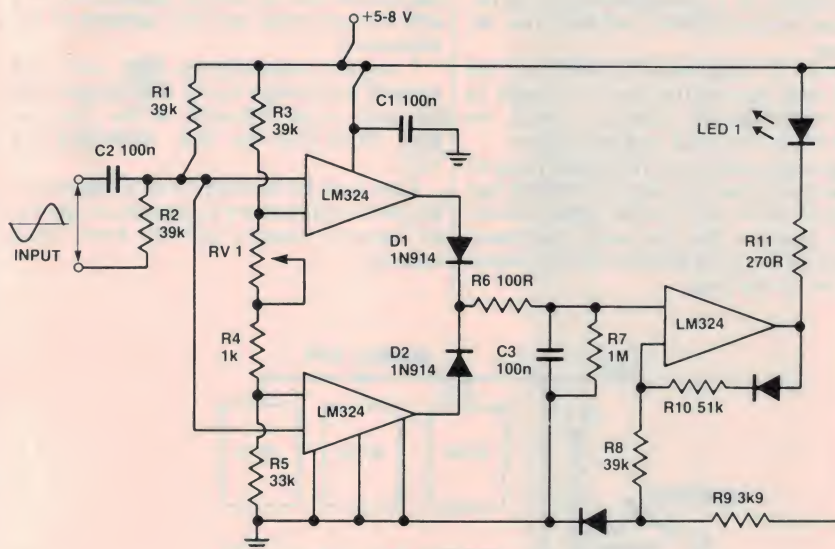 +5-8 V
R1
39k
R3
39k
C1 100n
LED 1
C2 100n
LM324
R2
39k
INPUT
RV 1
D1
1N914
R11
270R
R6 100R
LM324
R4
1k
D2
1N914
C3
100n
R7
1M
LM324
R10 51k
R5
33k
R8
39k
R9 3k9